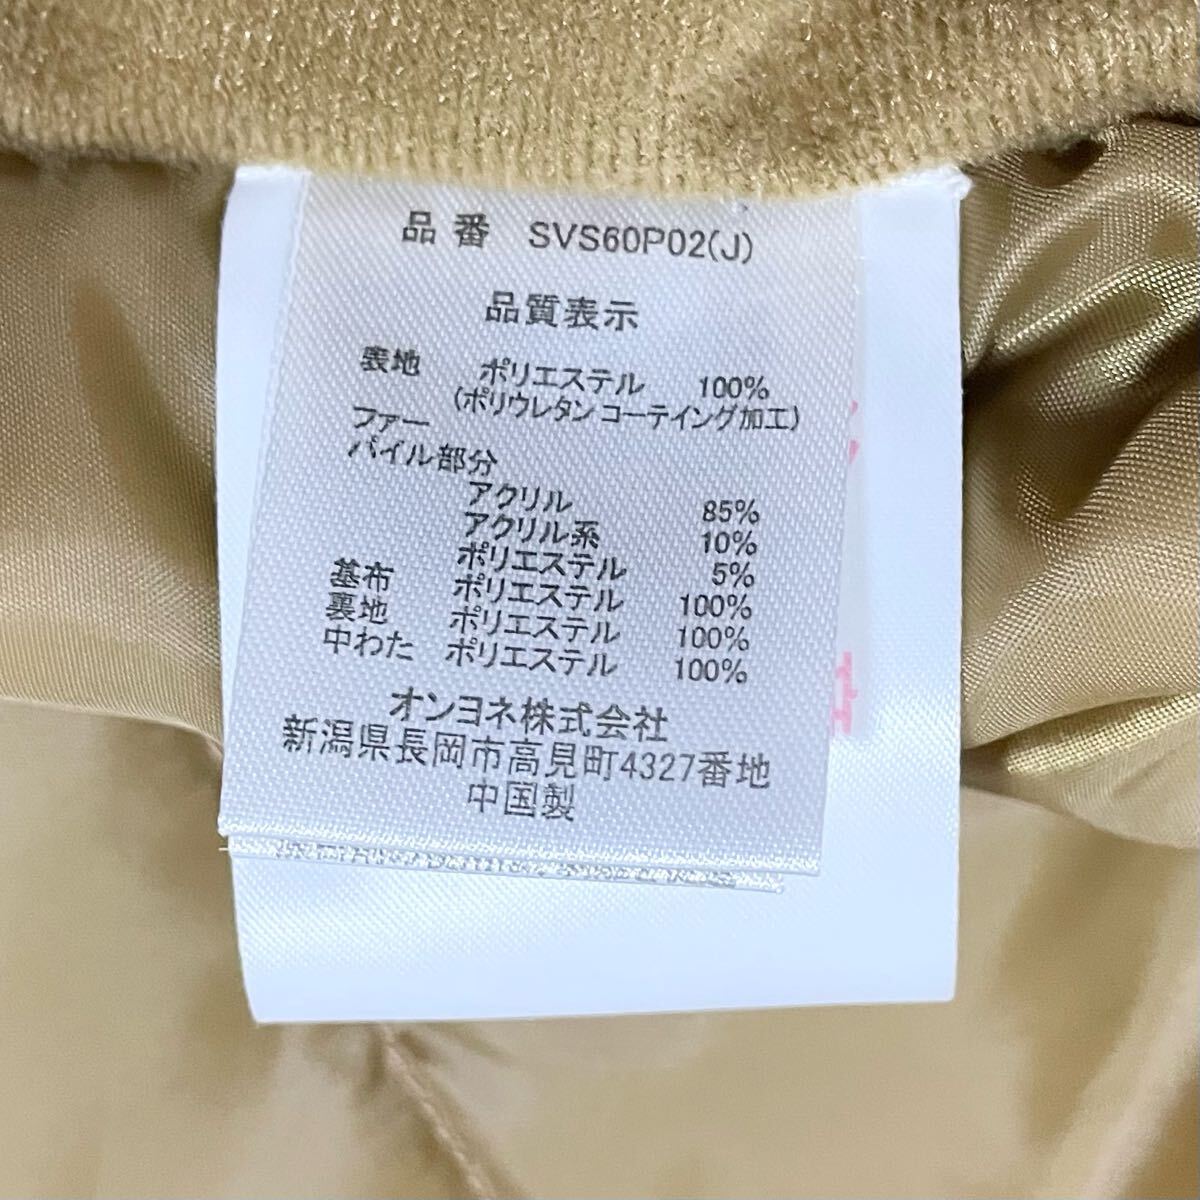 品番 SVS60P02(J)
品質表示
表地 ポリエステル 100%
(ポリウレタンコーテイング加工)
ファー
パイル部分
アクリル 85%
アクリル系 10%
ポリエステル 5%
基布 ポリエステル 100%
裏地 ポリエステル 100%
中わた ポリエステル 100%
オンヨネ株式会社
新潟県長岡市高見町4327番地
中国製